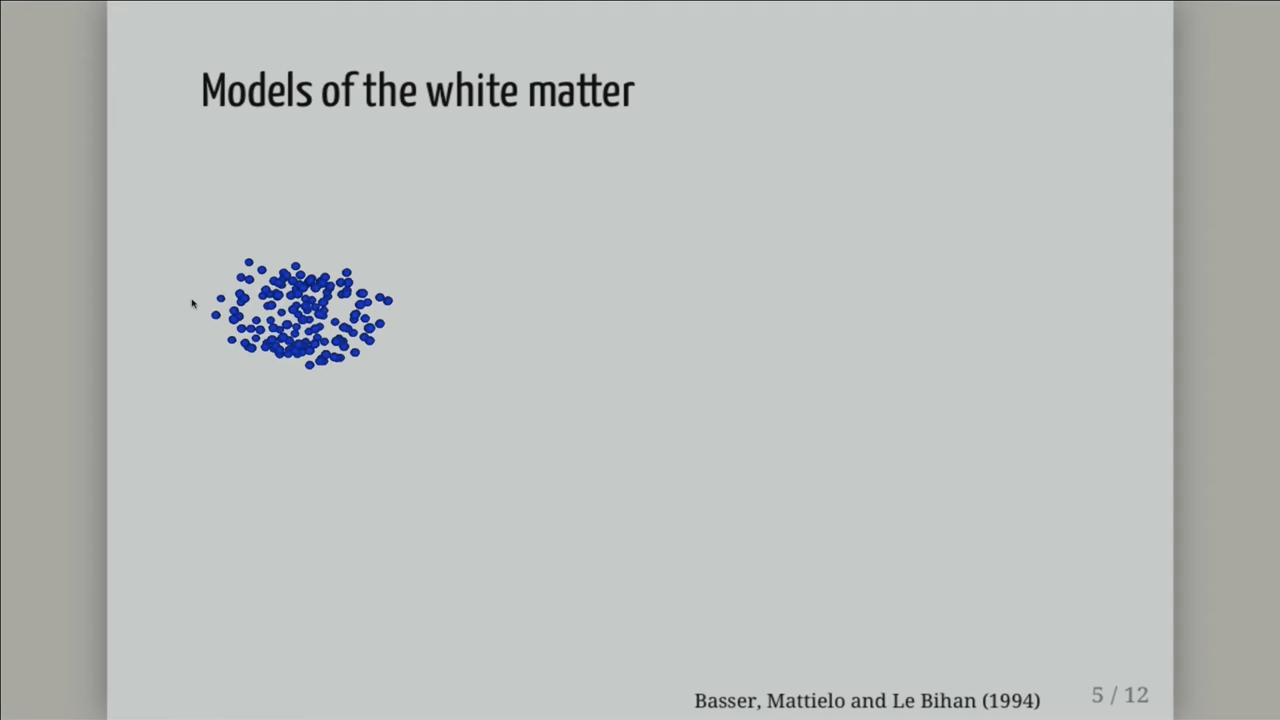 Models of the white matter
Basser, Mattielo and Le Bihan (1994)
5 / 12